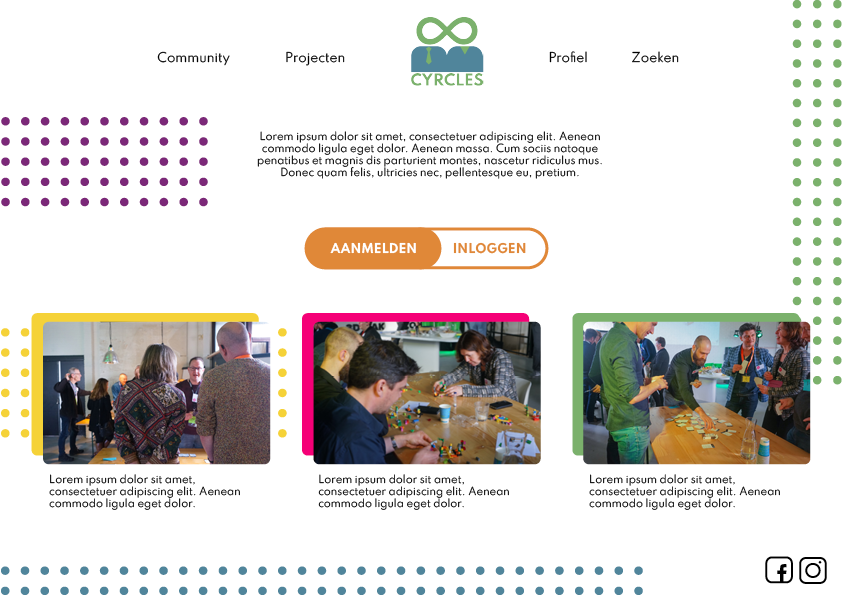 Community
Projecten
CYRCLES
Profiel
Zoeken
Lorem ipsum dolor sit amet, consectetuer adipiscing elit. Aenean
commodo ligula eget dolor. Aenean massa. Cum sociis natoque
penatibus et magnis dis parturient montes, nascetur ridiculus mus.
Donec quam felis, ultricies nec, pellentesque eu, pretium.
AANMELDEN
INLOGGEN
Lorem ipsum dolor sit amet,
consectetuer adipiscing elit. Aenean
commodo ligula eget dolor.
Lorem ipsum dolor sit amet,
consectetuer adipiscing elit. Aenean
commodo ligula eget dolor.
Lorem ipsum dolor sit amet,
consectetuer adipiscing elit. Aenean
commodo ligula eget dolor.